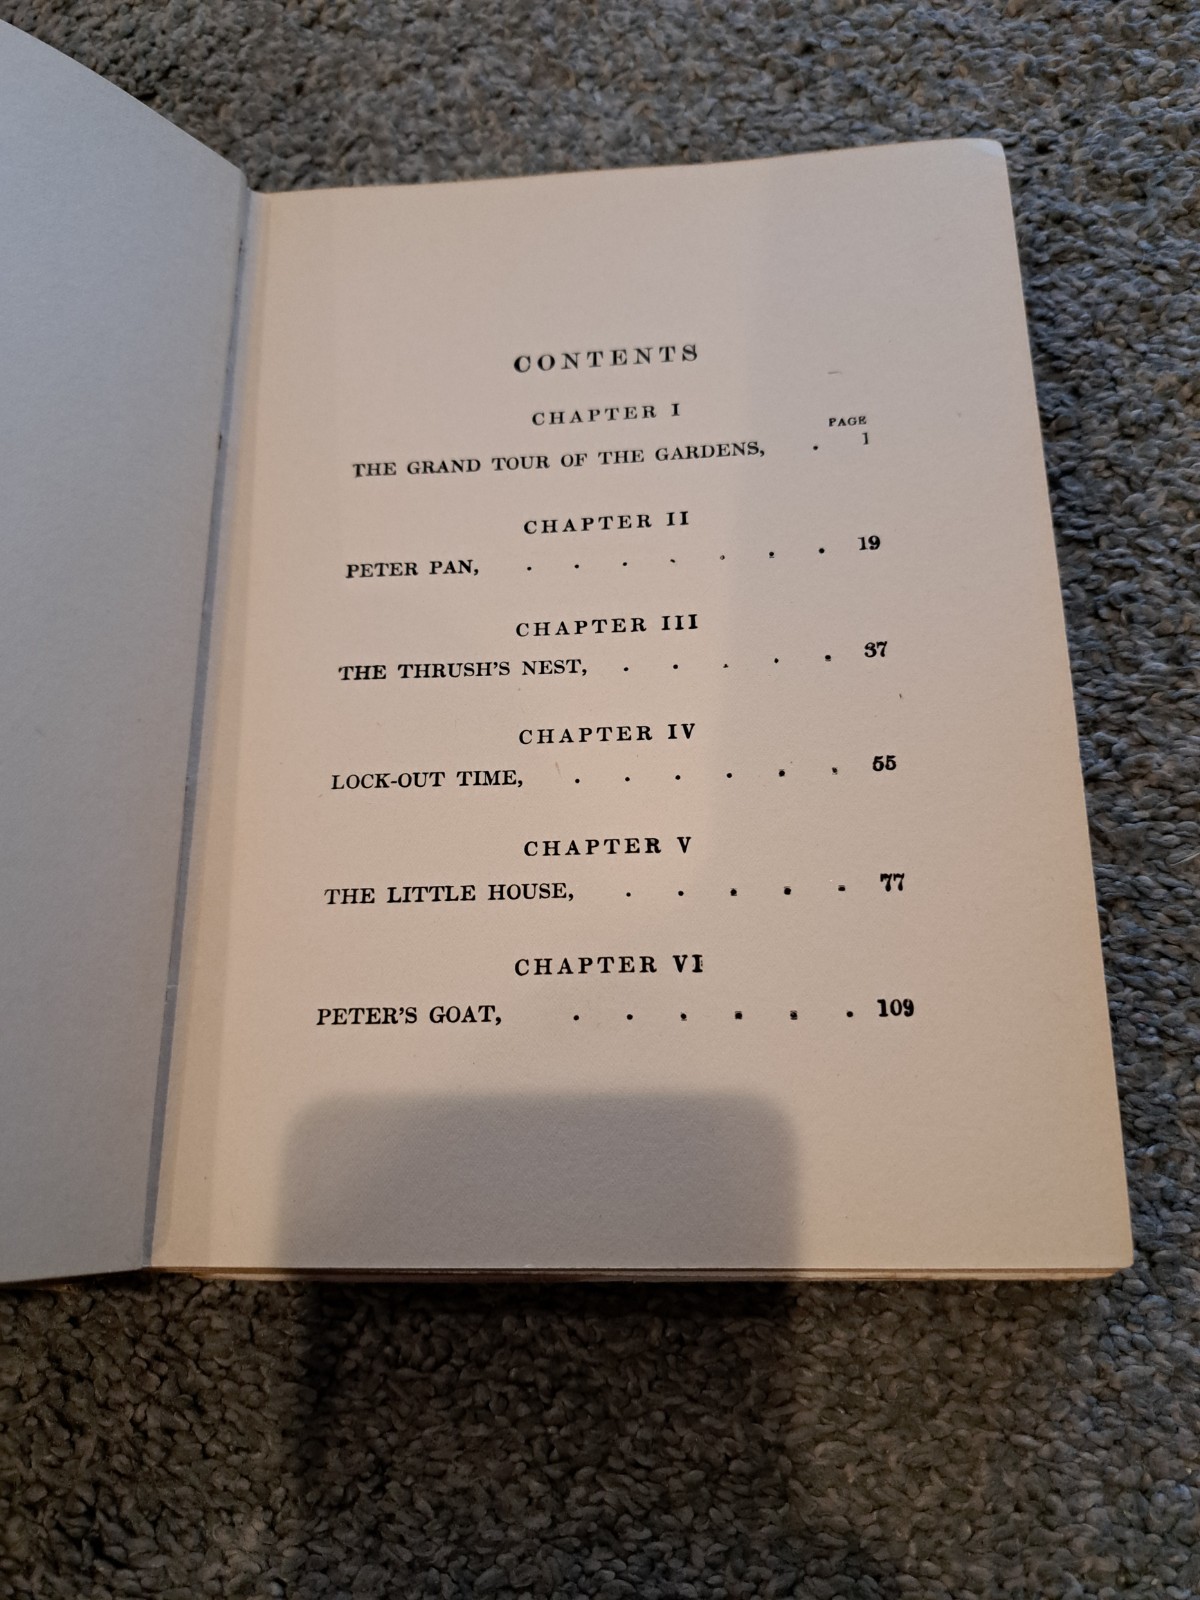 CONTENTS
CHAPTER I
PAGE
THE GRAND TOUR OF THE GARDENS, . 1
CHAPTER II
PETER PAN, . . . . . . . 19
CHAPTER III
THE THRUSH'S NEST, . . . . . 37
CHAPTER IV
LOCK-OUT TIME, . . . . . . 55
CHAPTER V
THE LITTLE HOUSE, . . . . . 77
CHAPTER VI
PETER'S GOAT, . . . . . . 109